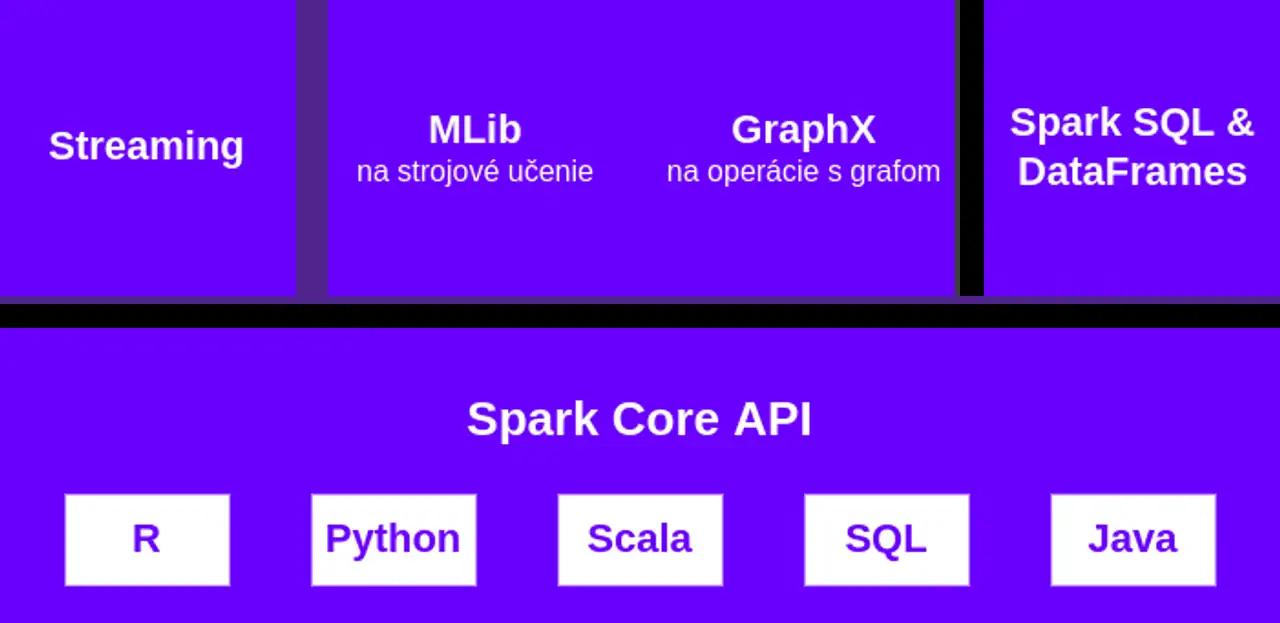 Streaming
MLib
na strojové učenie
GraphX
na operácie s grafom
Spark SQL &
DataFrames
Spark Core API
R
Python
Scala
SQL
Java